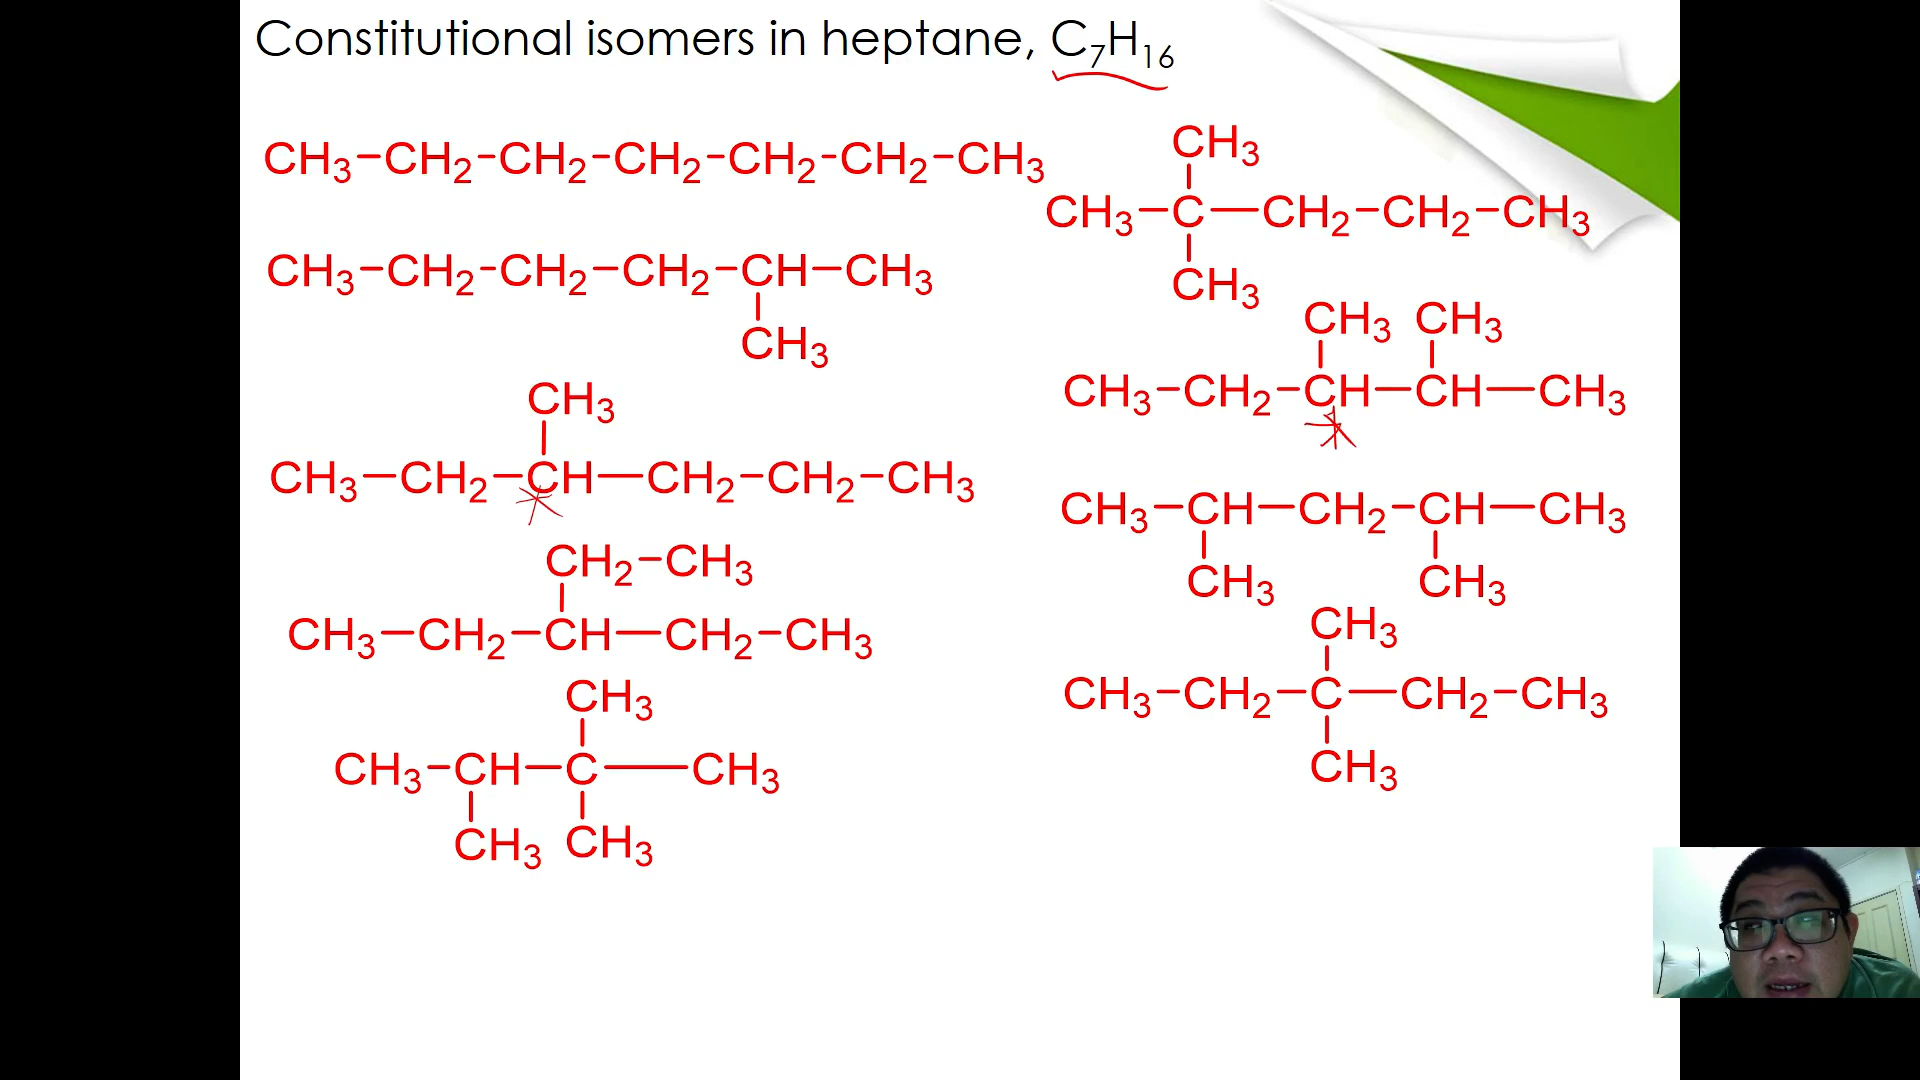 Constitutional isomers in heptane, C₇H₁₆
CH₃-CH₂-CH₂-CH₂-CH₂-CH₂-CH₃
CH₃-CH₂-CH₂-CH₂-CH-CH₃
CH₃
CH₃
CH₃-CH₂-CH-CH₂-CH₂-CH₃
CH₂-CH₃
CH₃-CH₂-CH-CH₂-CH₃
CH₃
CH₃-CH-C-CH₃
CH₃ CH₃
CH₃
CH₃-C-CH₂-CH₂-CH₃
CH₃
CH₃ CH₃
CH₃-CH₂-CH-CH-CH₃
CH₃-CH-CH₂-CH-CH₃
CH₃ CH₃
CH₃
CH₃-CH₂-C-CH₂-CH₃
CH₃